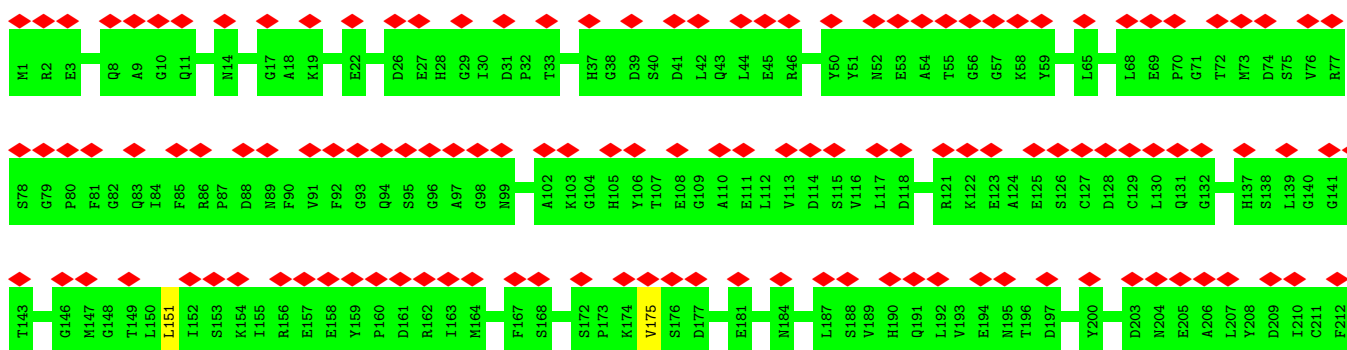 M1 R2 E3 Q8 A9 G10 Q11 N14 G17 A18 K19 E22 D26 E27 H28 G29 I30 D31 P32 T33 H37 G38 D39 S40 D41 L42 Q43 L44 E45 R46 Y50 Y51 N52 E53 A54 T55 G56 G57 K58 Y59 L65 L68 E69 P70 G71 T72 M73 D74 S75 V76 R77
S78 G79 P80 F81 G82 Q83 I84 F85 R86 P87 D88 N89 F90 V91 F92 G93 Q94 S95 G96 A97 G98 N99 A102 K103 G104 H105 Y106 T107 E108 G109 A110 E111 L112 V113 D114 S115 V116 L117 D118 R121 K122 E123 A124 E125 S126 C127 D128 C129 L130 Q131 G132 H137 S138 L139 G140 G141
T143 G146 M147 G148 T149 L150 L151 I152 S153 K154 I155 R156 E157 E158 Y159 P160 D161 R162 I163 M164 F167 S168 S172 P173 K174 V175 S176 D177 E181 N184 L187 S188 V189 H190 Q191 L192 V193 E194 N195 T196 D197 Y200 D203 N204 E205 A206 L207 Y208 D209 I210 C211 F212